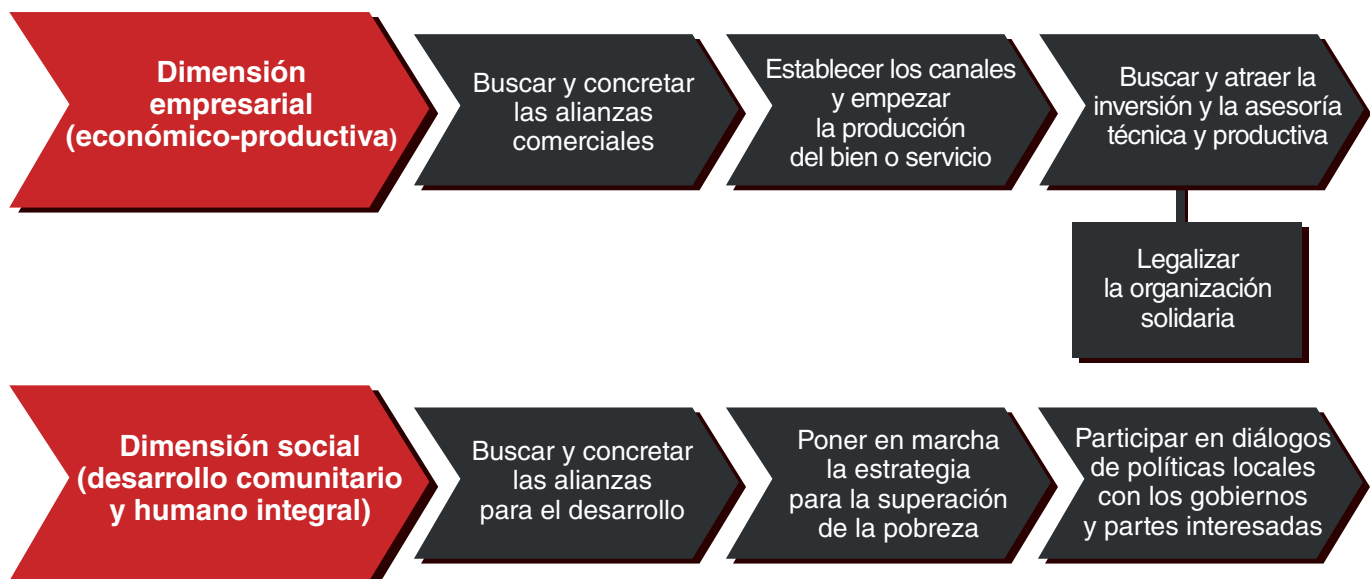 Dimensión
empresarial
(económico-productiva)
Buscar y concretar
las alianzas
comerciales
Establecer los canales
y empezar
la producción
del bien o servicio
Buscar y atraer la
inversión y la asesoría
técnica y productiva
Legalizar
la organización
solidaria
Dimensión social
(desarrollo comunitario
y humano integral)
Buscar y concretar
las alianzas
para el desarrollo
Poner en marcha
la estrategia
para la superación
de la pobreza
Participar en diálogos
de políticas locales
con los gobiernos
y partes interesadas